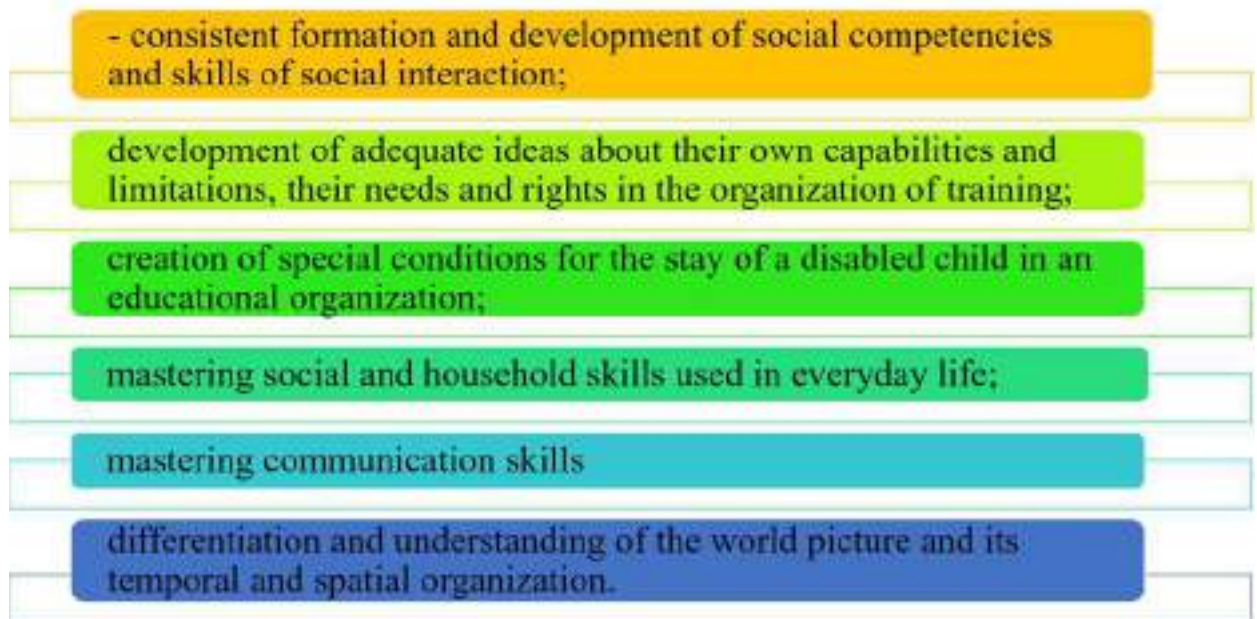 - consistent formation and development of social competencies
and skills of social interaction;
development of adequate ideas about their own capabilities and
limitations, their needs and rights in the organization of training;
creation of special conditions for the stay of a disabled child in an
educational organization;
mastering social and household skills used in everyday life;
mastering communication skills
differentiation and understanding of the world picture and its
temporal and spatial organization.